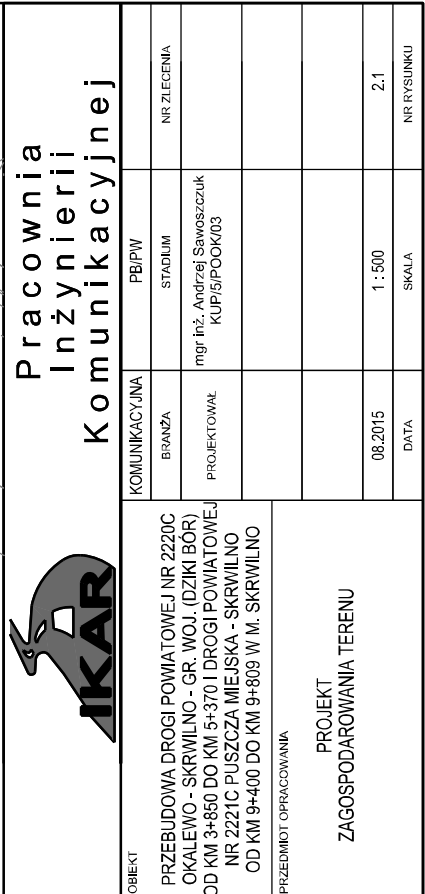 IKAR
Pracownia
Inżynierii
Komunikacyjnej
OBIEKT
PRZEBUDOWA DROGI POWIATOWEJ NR 2220C
OKALEWO - SKRWILNO - GR. WOJ. (DZIKI BÓR)
OD KM 3+850 DO KM 5+370 I DROGI POWIATOWEJ
NR 2221C PUSZCZA MIEJSKA - SKRWILNO
OD KM 9+400 DO KM 9+809 W M. SKRWILNO
PRZEDMIOT OPRACOWANIA
PROJEKT
ZAGOSPODAROWANIA TERENU
KOMUNIKACYJNA
PB/PW
BRANŻA
STADIUM
NR ZLECENIA
PROJEKTOWAŁ
mgr inż. Andrzej Sawoszczuk
KUP/5/POOK/03
08.2015
1 : 500
2.1
DATA
SKALA
NR RYSUNKU